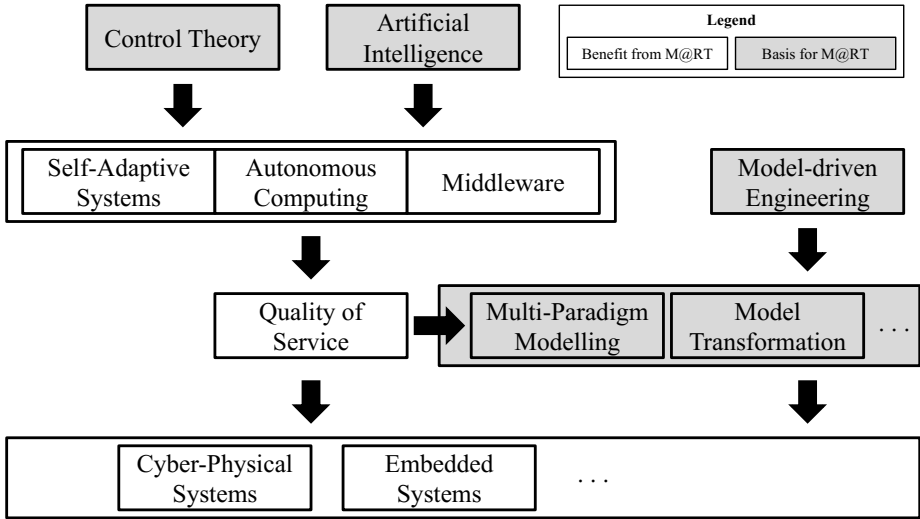 Control Theory
Artificial
Intelligence
Legend
Benefit from M@RT
Basis for M@RT
Self-Adaptive
Systems
Autonomous
Computing
Middleware
Model-driven
Engineering
Quality of
Service
Multi-Paradigm
Modelling
Model
Transformation
. . .
Cyber-Physical
Systems
Embedded
Systems
. . .